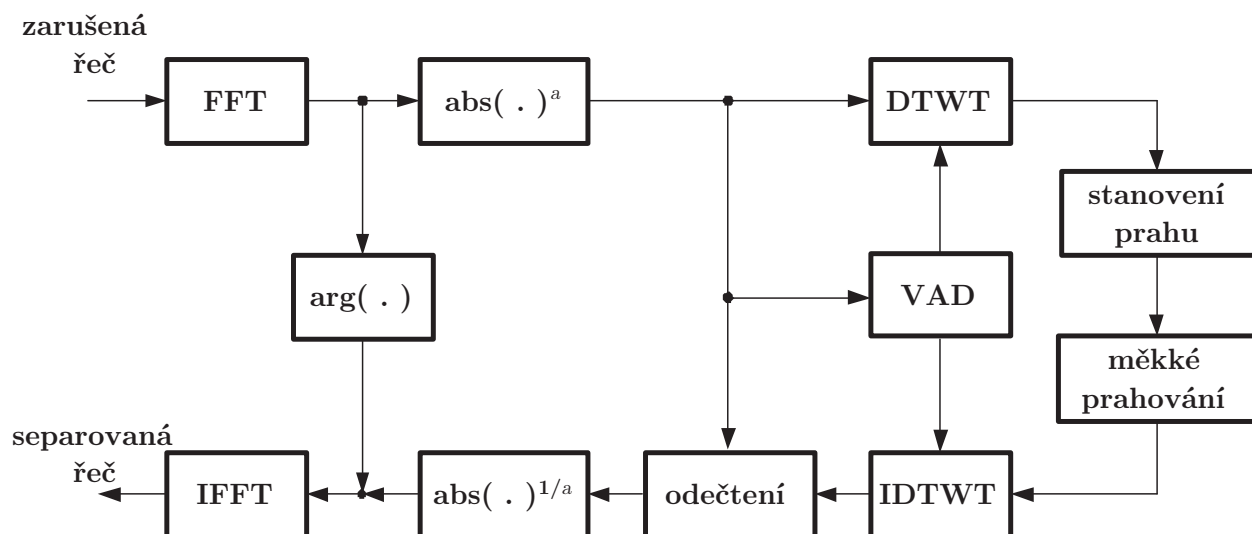 zarušená
řeč
FFT
abs( . )ᵃ
DTWT
stanovení
prahu
arg( . )
VAD
měkké
prahování
separovaná
řeč
IFFT
abs( . )¹/ᵃ
odečtení
IDTWT